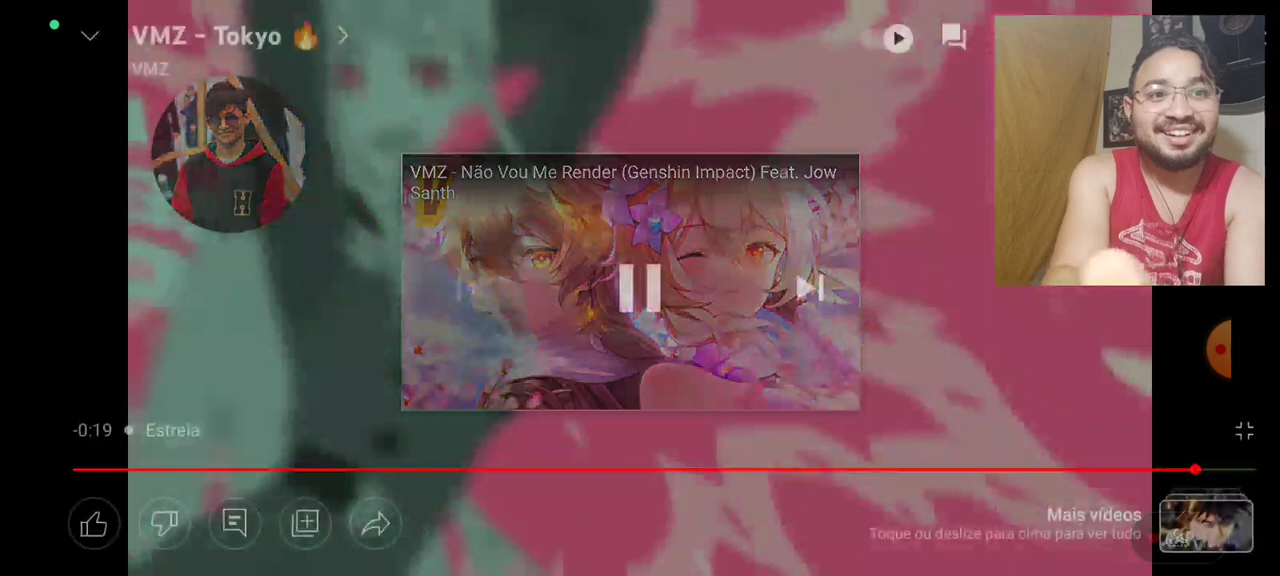 VMZ - Tokyo 🔥
VMZ
VMZ - Não Vou Me Render (Genshin Impact) Feat. Jow
Santh
-0:19 • Estrela
Mais vídeos
Toque ou deslize para cima para ver tudo